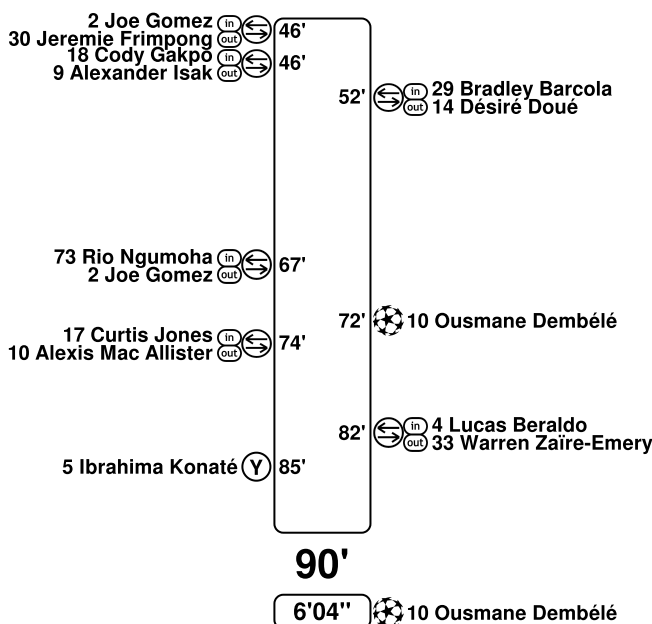 2 Joe Gomez in 46'
30 Jeremie Frimpong out
18 Cody Gakpo in 46'
9 Alexander Isak out
52' in 29 Bradley Barcola
out 14 Désiré Doué
73 Rio Ngumoha in 67'
2 Joe Gomez out
72' 10 Ousmane Dembélé
17 Curtis Jones in 74'
10 Alexis Mac Allister out
82' in 4 Lucas Beraldo
out 33 Warren Zaïre-Emery
5 Ibrahima Konaté Y 85'
90'
6'04" 10 Ousmane Dembélé